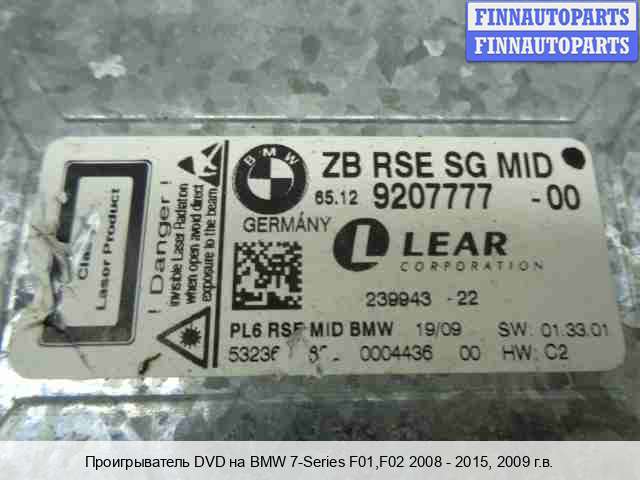 FINNAUTOPARTS
FINNAUTOPARTS
BMW
ZB RSE SG MID
65.12 9207777 -00
GERMANY
LEAR
CORPORATION
239943 - 22
PL6 RSE MID BMW 19/09 SW: 01.33.01
0004436 00 HW: C2
Laser Product
! Danger !
Invisible Laser Radiation
when open avoid direct
exposure to the beam
Проигрыватель DVD на BMW 7-Series F01,F02 2008 - 2015, 2009 г.в.